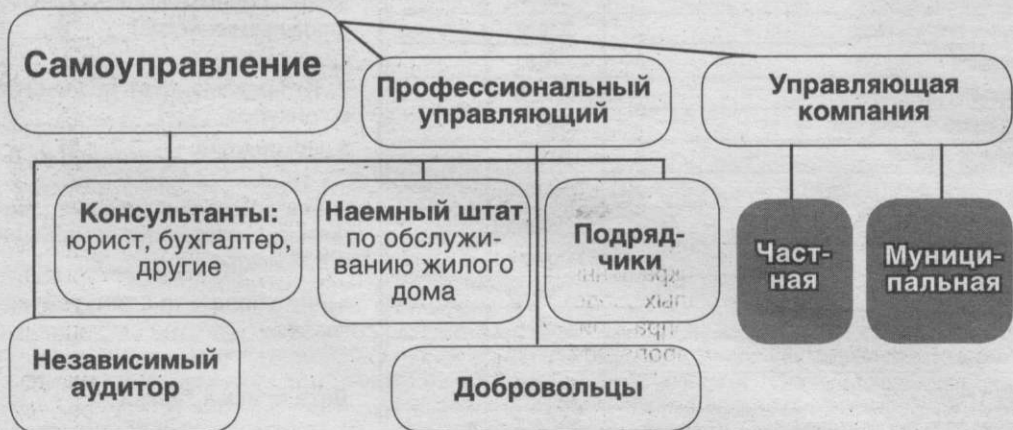 Самоуправление
Профессиональный
управляющий
Управляющая
компания
Консультанты:
юрист, бухгалтер,
другие
Наемный штат
по обслужи-
ванию жилого
дома
Подряд-
чики
Част-
ная
Муници-
пальная
Независимый
аудитор
Добровольцы